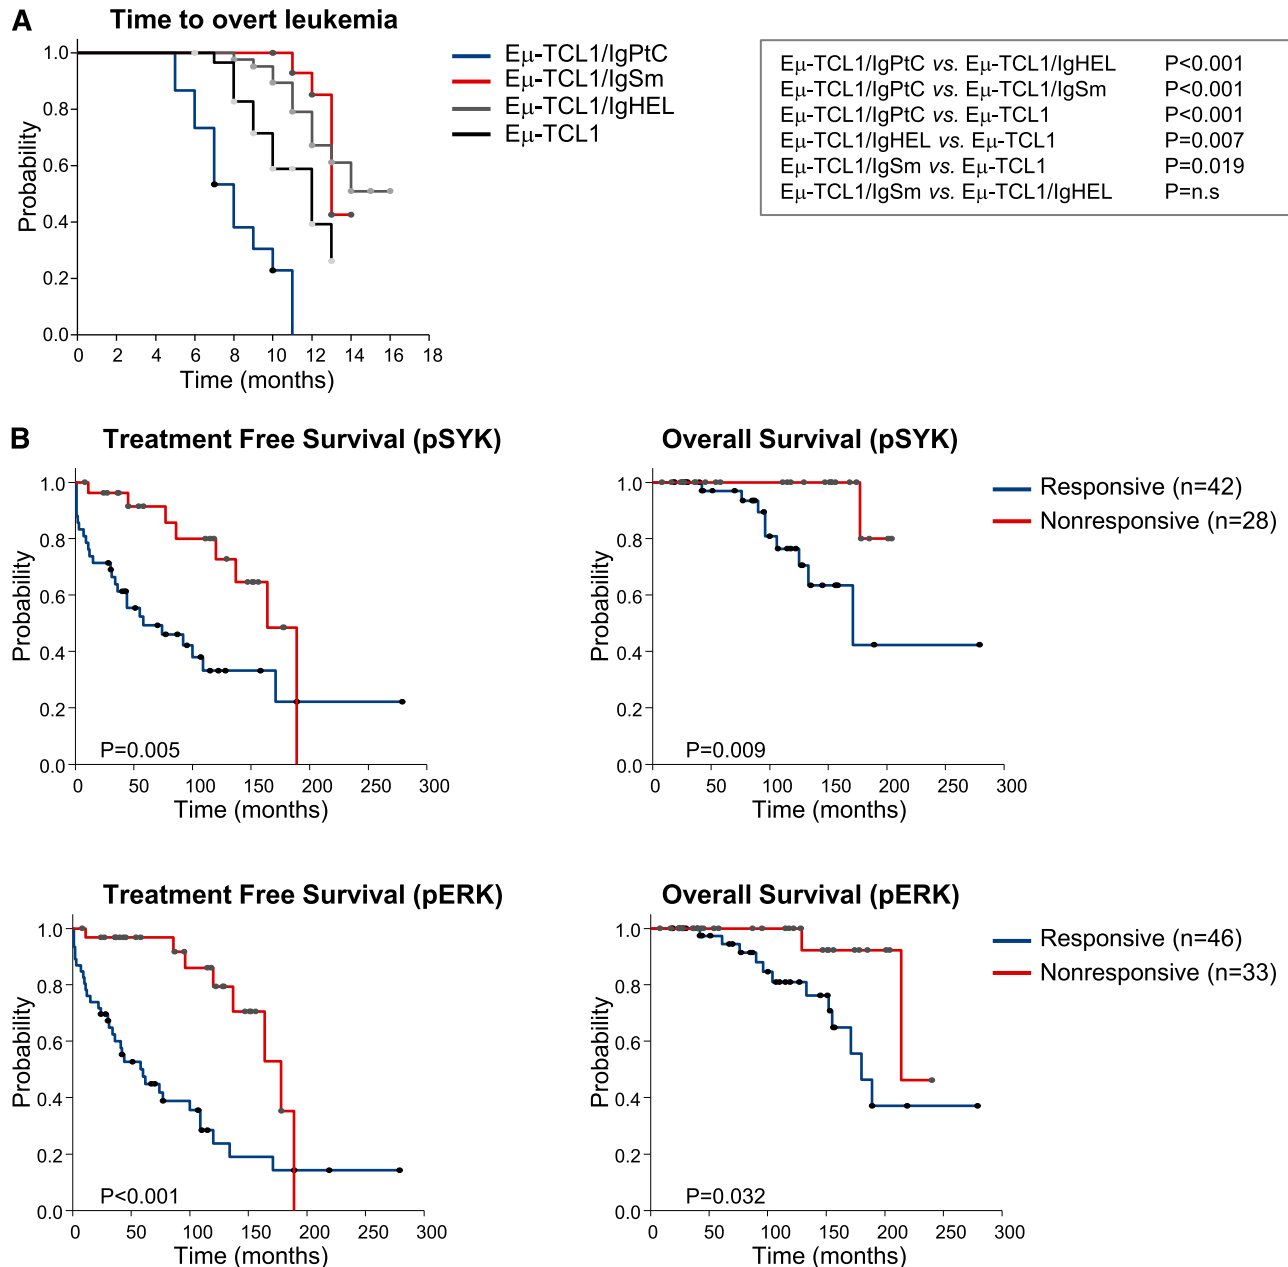 A
Time to overt leukemia
Probability
1.0
0.8
0.6
0.4
0.2
0.0
0 2 4 6 8 10 12 14 16 18
Time (months)
Eμ-TCL1/IgPtC
Eμ-TCL1/IgSm
Eμ-TCL1/IgHEL
Eμ-TCL1
Eμ-TCL1/IgPtC vs. Eμ-TCL1/IgHEL P<0.001
Eμ-TCL1/IgPtC vs. Eμ-TCL1/IgSm P<0.001
Eμ-TCL1/IgPtC vs. Eμ-TCL1 P<0.001
Eμ-TCL1/IgHEL vs. Eμ-TCL1 P=0.007
Eμ-TCL1/IgSm vs. Eμ-TCL1 P=0.019
Eμ-TCL1/IgSm vs. Eμ-TCL1/IgHEL P=n.s
B
Treatment Free Survival (pSYK)
Probability
1.0
0.8
0.6
0.4
0.2
0.0
P=0.005
0 50 100 150 200 250 300
Time (months)
Overall Survival (pSYK)
Probability
1.0
0.8
0.6
0.4
0.2
0.0
P=0.009
0 50 100 150 200 250 300
Time (months)
Responsive (n=42)
Nonresponsive (n=28)
Treatment Free Survival (pERK)
Probability
1.0
0.8
0.6
0.4
0.2
0.0
P<0.001
0 50 100 150 200 250 300
Time (months)
Overall Survival (pERK)
Probability
1.0
0.8
0.6
0.4
0.2
0.0
P=0.032
0 50 100 150 200 250 300
Time (months)
Responsive (n=46)
Nonresponsive (n=33)